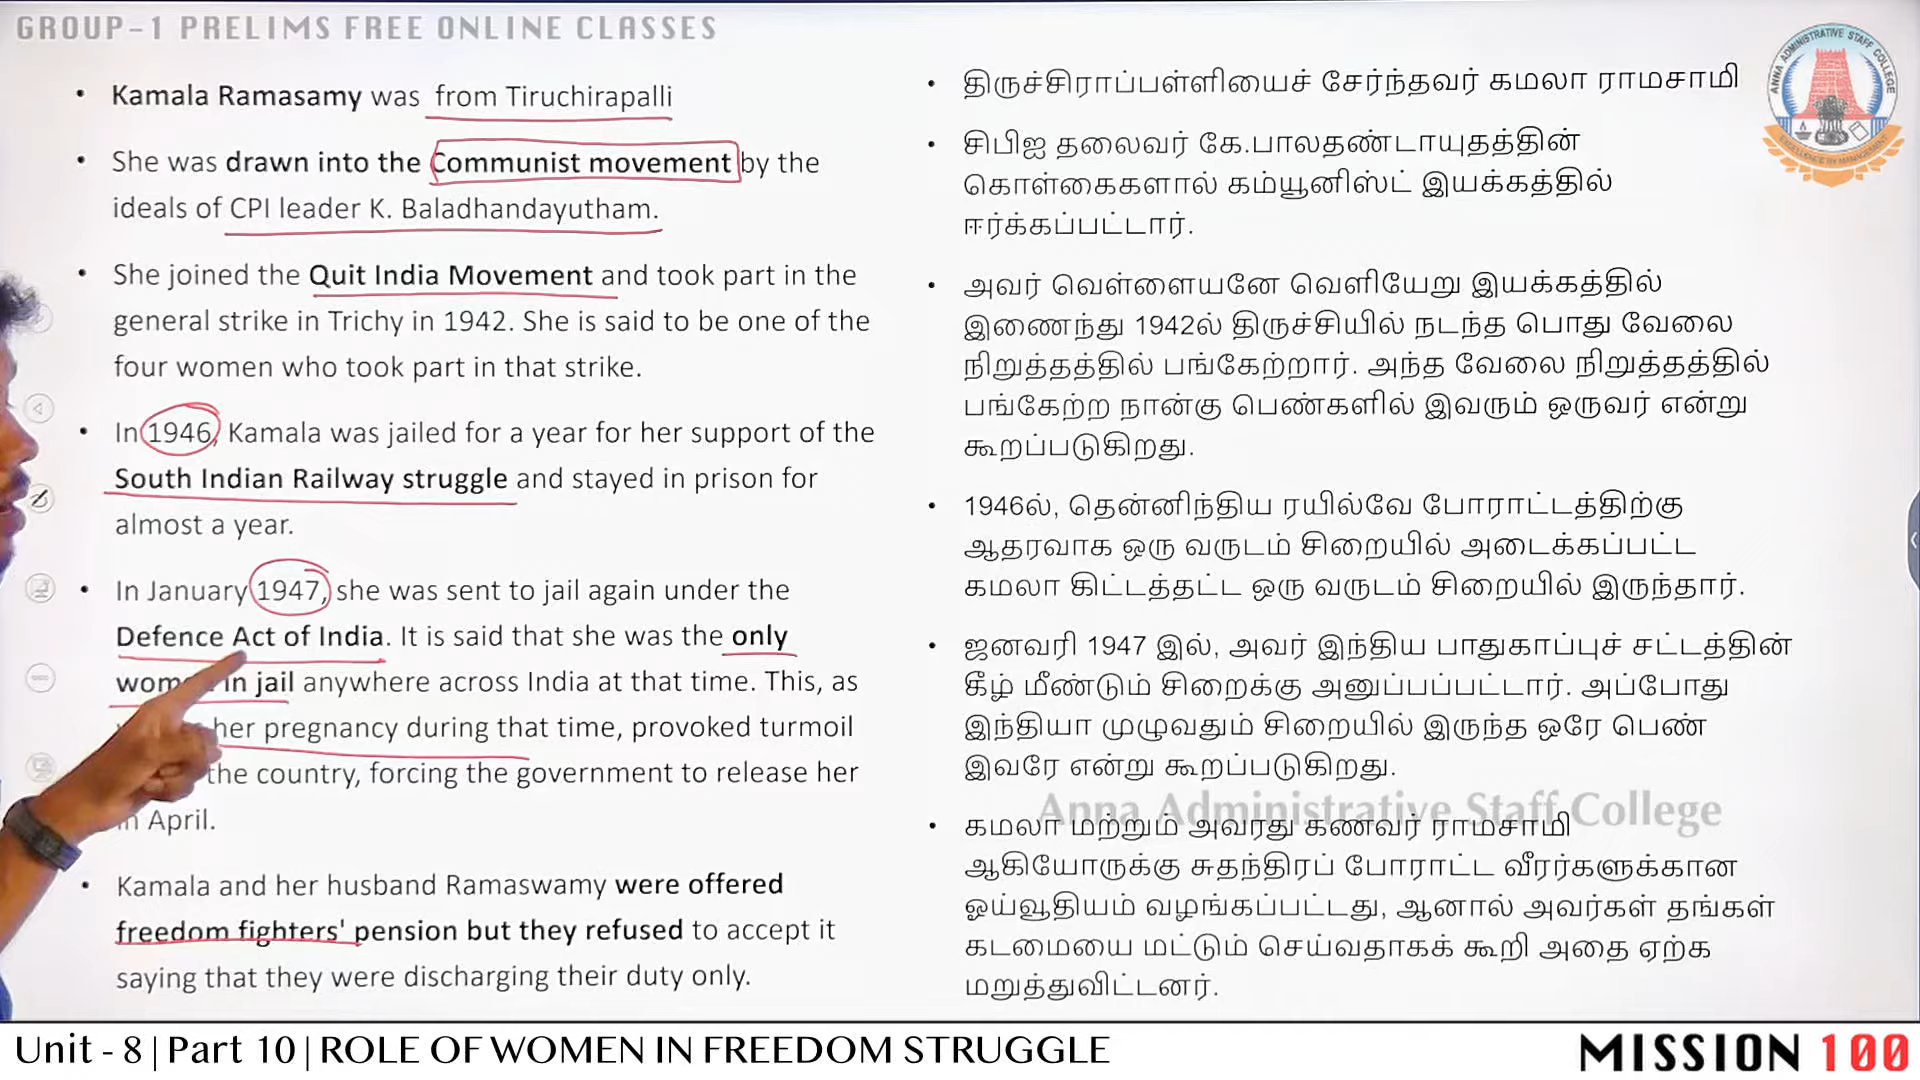 GROUP-1 PRELIMS FREE ONLINE CLASSES
• Kamala Ramasamy was from Tiruchirapalli
• She was drawn into the Communist movement by the
ideals of CPI leader K. Baladhandayutham.
• She joined the Quit India Movement and took part in the
general strike in Trichy in 1942. She is said to be one of the
four women who took part in that strike.
• In 1946, Kamala was jailed for a year for her support of the
South Indian Railway struggle and stayed in prison for
almost a year.
• In January 1947, she was sent to jail again under the
Defence Act of India. It is said that she was the only
in jail anywhere across India at that time. This, as
her pregnancy during that time, provoked turmoil
the country, forcing the government to release her
in April.
• Kamala and her husband Ramaswamy were offered
freedom fighters' pension but they refused to accept it
saying that they were discharging their duty only.
• திருச்சிராப்பள்ளியைச் சேர்ந்தவர் கமலா ராமசாமி
• சிபிஐ தலைவர் கே.பாலதண்டாயுதத்தின்
கொள்கைகளால் கம்யூனிஸ்ட் இயக்கத்தில்
ஈர்க்கப்பட்டார்.
• அவர் வெள்ளையனே வெளியேறு இயக்கத்தில்
இணைந்து 1942ல் திருச்சியில் நடந்த பொது வேலை
நிறுத்தத்தில் பங்கேற்றார். அந்த வேலை நிறுத்தத்தில்
பங்கேற்ற நான்கு பெண்களில் இவரும் ஒருவர் என்று
கூறப்படுகிறது.
• 1946ல், தென்னிந்திய ரயில்வே போராட்டத்திற்கு
ஆதரவாக ஒரு வருடம் சிறையில் அடைக்கப்பட்ட
கமலா கிட்டத்தட்ட ஒரு வருடம் சிறையில் இருந்தார்.
• ஜனவரி 1947 இல், அவர் இந்திய பாதுகாப்புச் சட்டத்தின்
கீழ் மீண்டும் சிறைக்கு அனுப்பப்பட்டார். அப்போது
இந்தியா முழுவதும் சிறையில் இருந்த ஒரே பெண்
இவரே என்று கூறப்படுகிறது.
Anna Administrative Staff College
• கமலா மற்றும் அவரது கணவர் ராமசாமி
ஆகியோருக்கு சுதந்திரப் போராட்ட வீரர்களுக்கான
ஓய்வூதியம் வழங்கப்பட்டது, ஆனால் அவர்கள் தங்கள்
கடமையை மட்டும் செய்வதாகக் கூறி அதை ஏற்க
மறுத்துவிட்டனர்.
ANNA ADMINISTRATIVE STAFF COLLEGE
EXCELLENCE BY MANAGEMENT
Unit - 8 | Part 10 | ROLE OF WOMEN IN FREEDOM STRUGGLE
MISSION 100